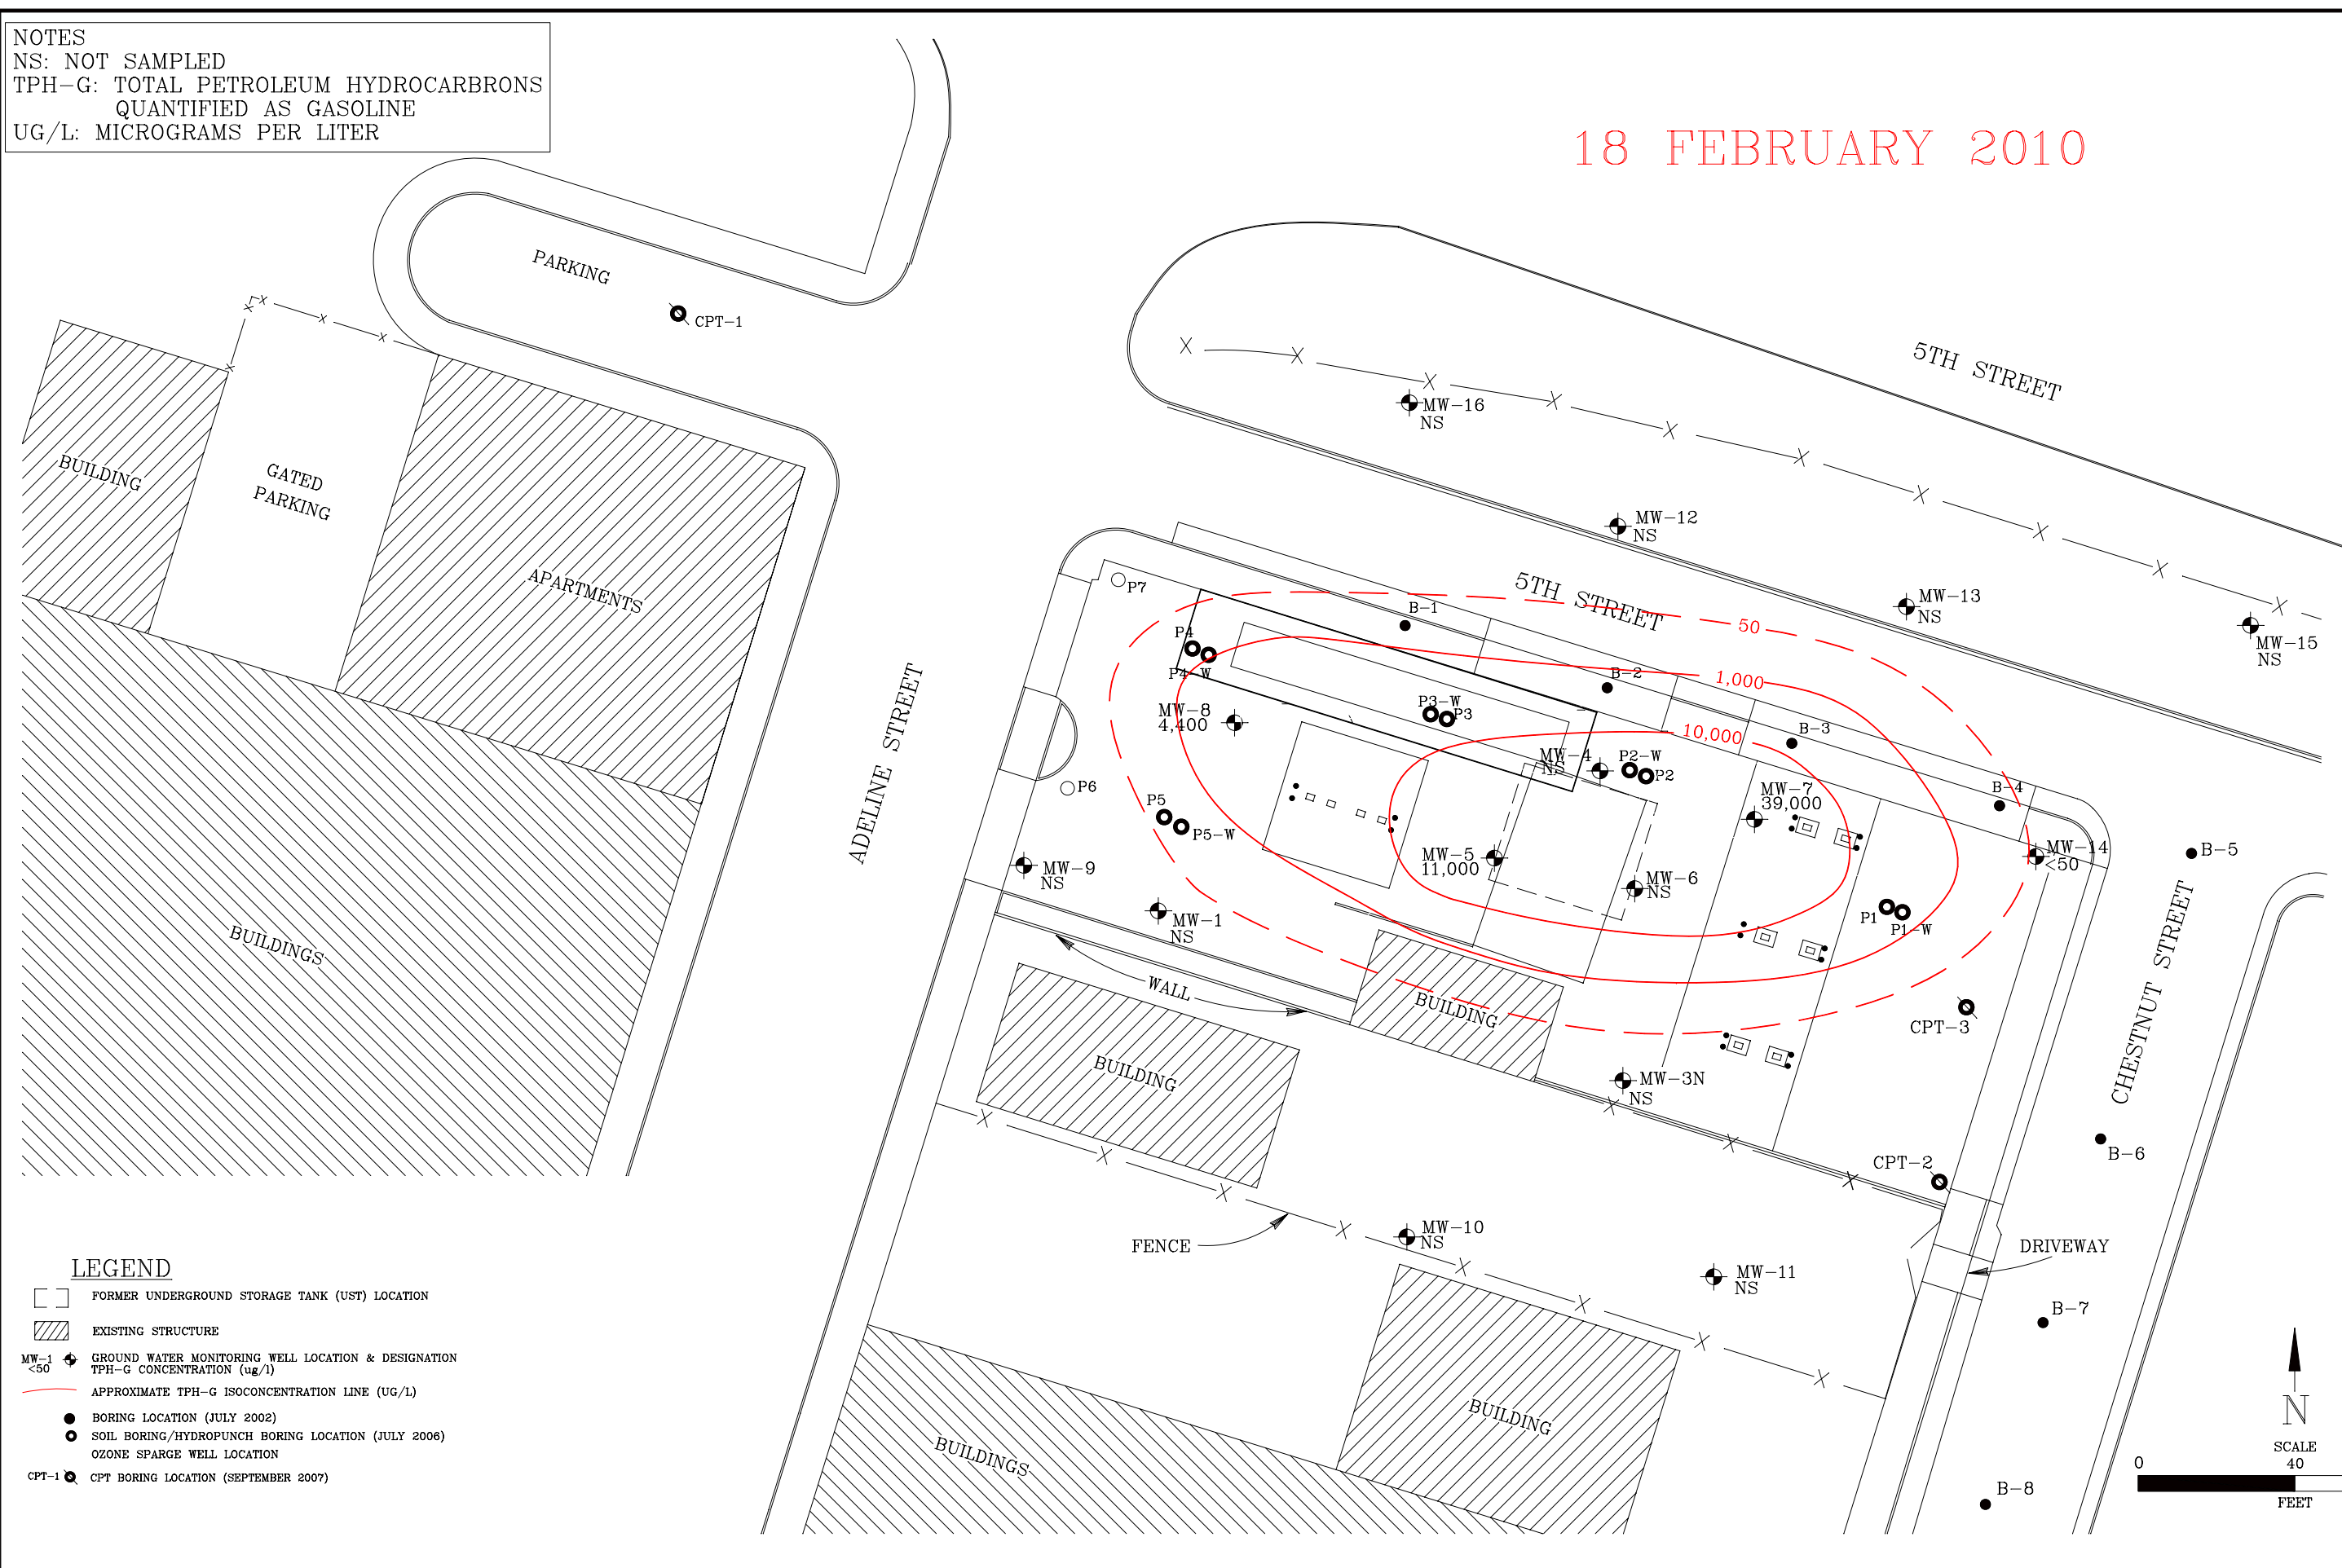 NOTES
NS: NOT SAMPLED
TPH-G: TOTAL PETROLEUM HYDROCARBRONS
QUANTIFIED AS GASOLINE
UG/L: MICROGRAMS PER LITER
18 FEBRUARY 2010
PARKING
CPT-1
5TH STREET
MW-16
NS
BUILDING
GATED
PARKING
MW-12
NS
APARTMENTS
P7
5TH STREET
B-1
MW-13
NS
50
MW-15
NS
P4
P4-W
B-2
1,000
MW-8
4,400
P3-W
P3
10,000
B-3
ADELINE STREET
MW-4
NS
P2-W
P2
P6
MW-7
39,000
B-4
P5
P5-W
MW-5
11,000
MW-14
<50
B-5
MW-9
NS
MW-6
NS
MW-1
NS
P1
P1-W
BUILDINGS
WALL
BUILDING
CPT-3
CHESTNUT STREET
BUILDING
MW-3N
NS
B-6
CPT-2
FENCE
MW-10
NS
DRIVEWAY
MW-11
NS
B-7
BUILDING
BUILDINGS
B-8
LEGEND
FORMER UNDERGROUND STORAGE TANK (UST) LOCATION
EXISTING STRUCTURE
MW-1
<50
GROUND WATER MONITORING WELL LOCATION & DESIGNATION
TPH-G CONCENTRATION (ug/l)
APPROXIMATE TPH-G ISOCONCENTRATION LINE (UG/L)
BORING LOCATION (JULY 2002)
SOIL BORING/HYDROPUNCH BORING LOCATION (JULY 2006)
OZONE SPARGE WELL LOCATION
CPT-1
CPT BORING LOCATION (SEPTEMBER 2007)
N
SCALE
0 40
FEET